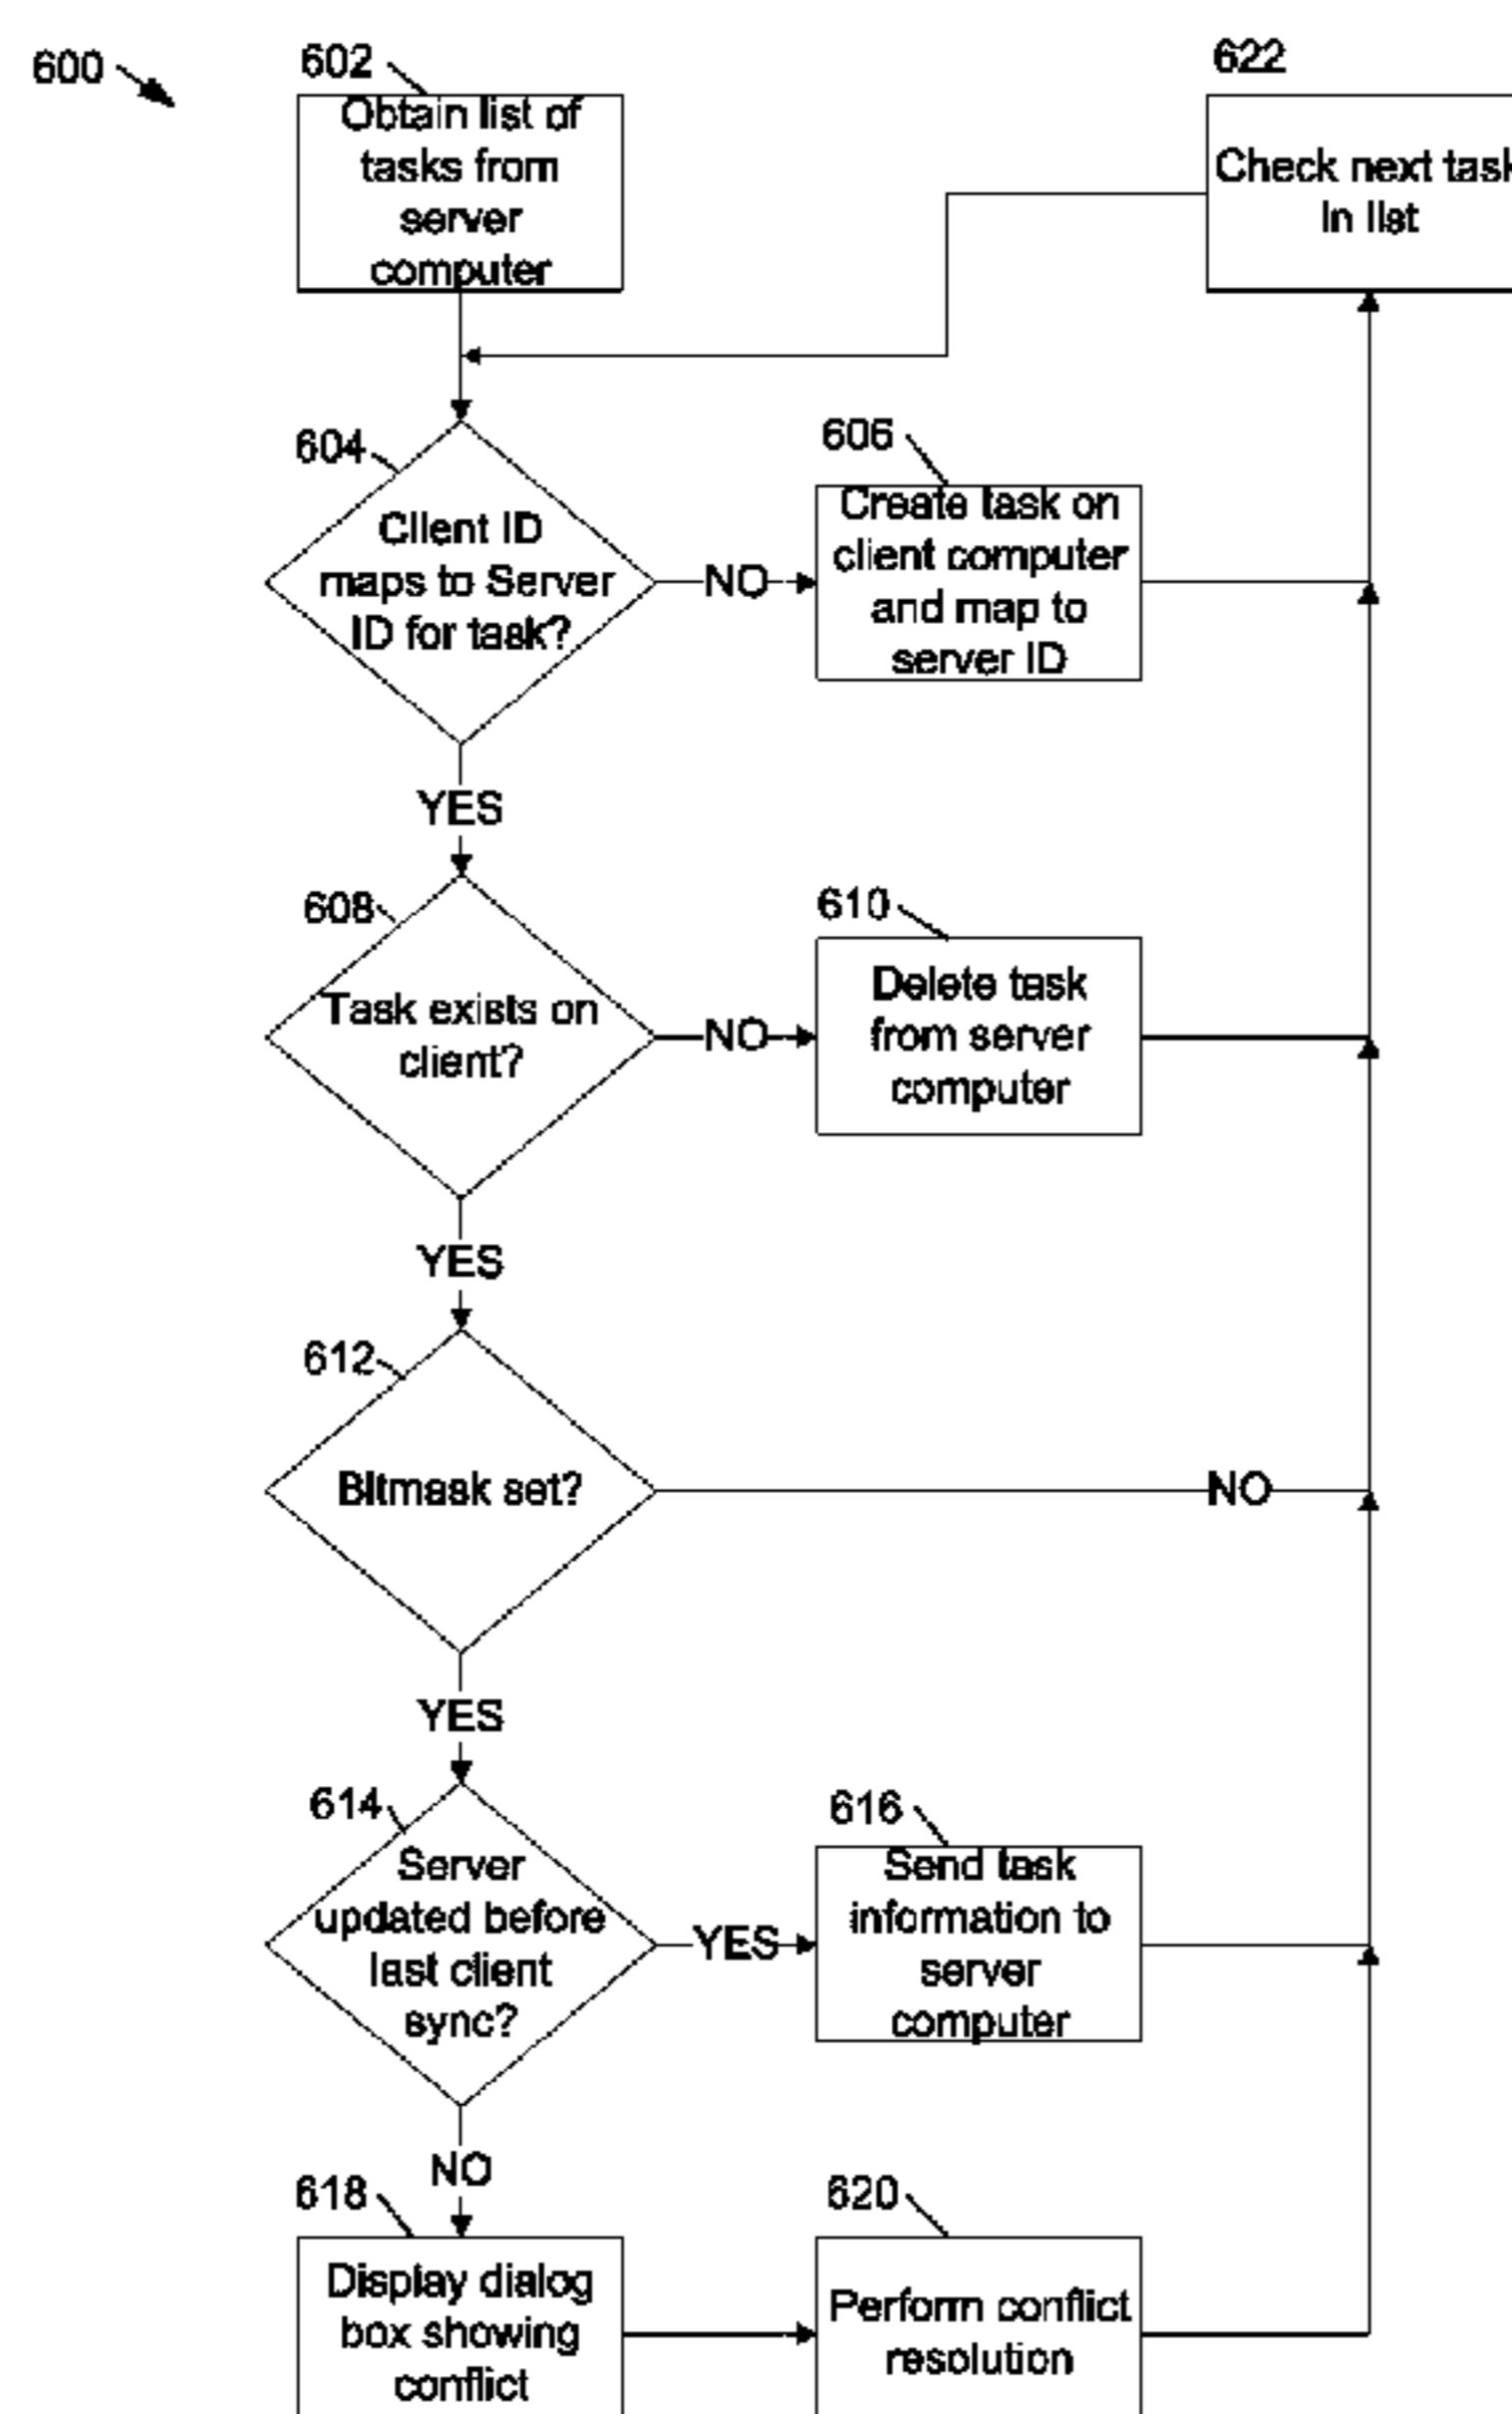 600
602
Obtain list of
tasks from
server
computer
622
Check next task
in list
604
Client ID
maps to Server
ID for task?
NO
606
Create task on
client computer
and map to
server ID
YES
608
Task exists on
client?
NO
610
Delete task
from server
computer
YES
612
Bitmask set?
NO
YES
614
Server
updated before
last client
sync?
YES
616
Send task
information to
server
computer
NO
618
Display dialog
box showing
conflict
620
Perform conflict
resolution